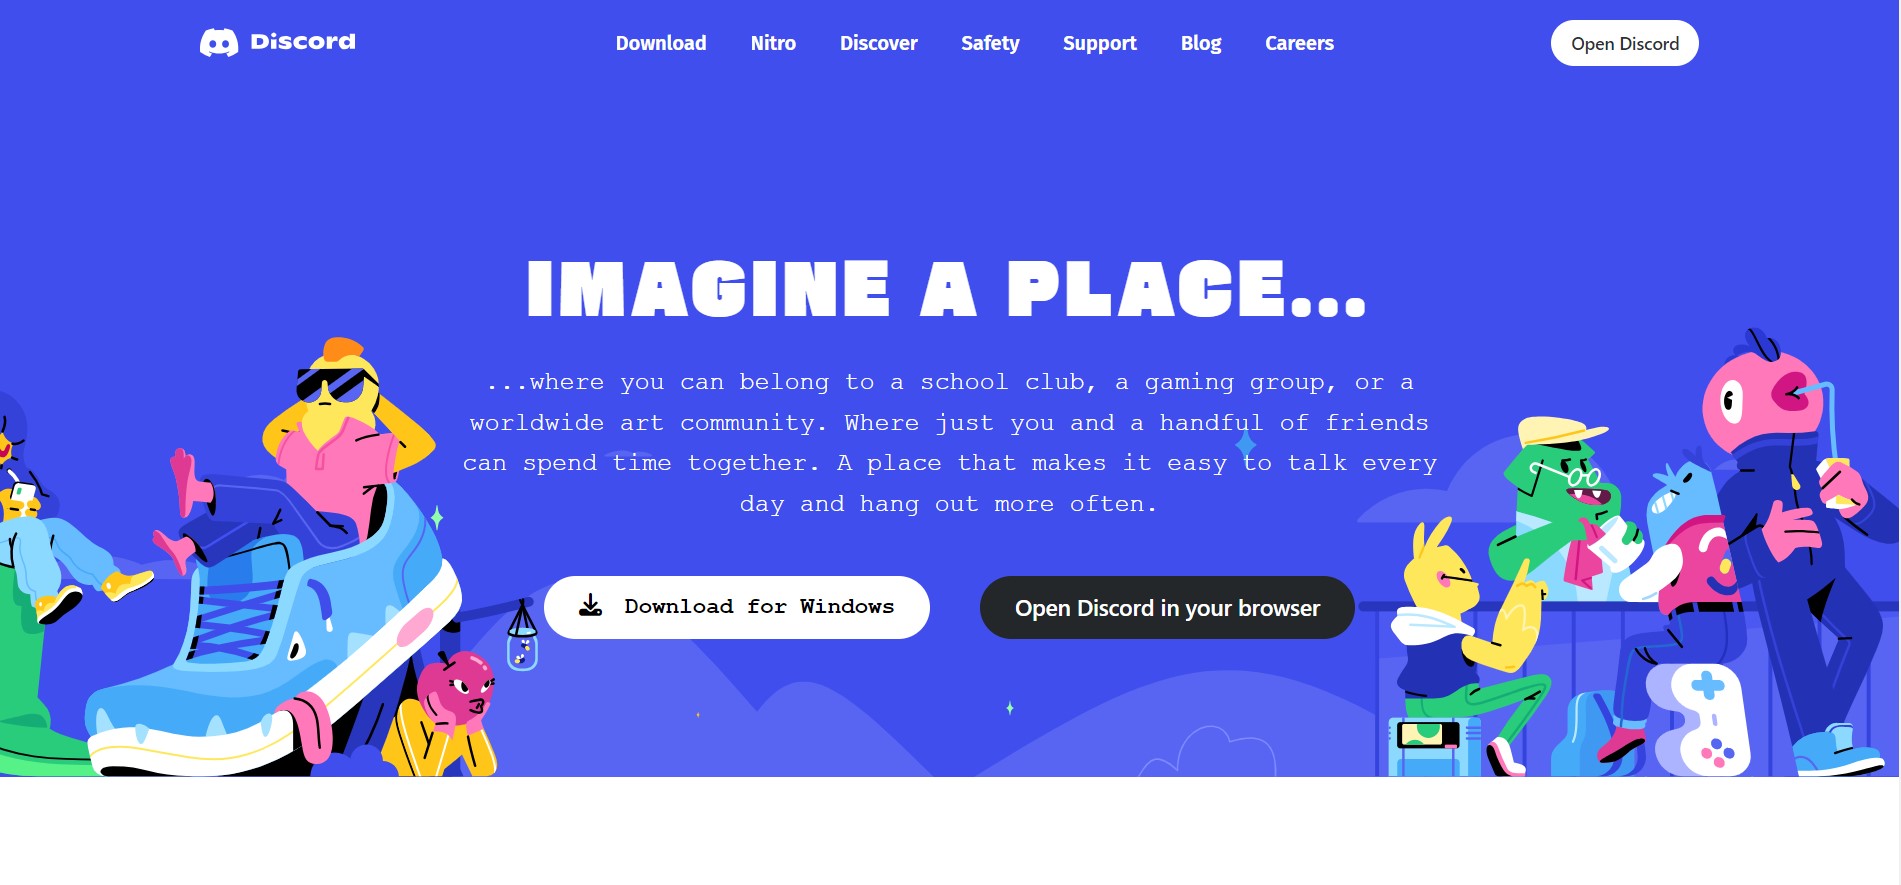 Discord
Download Nitro Discover Safety Support Blog Careers
Open Discord
IMAGINE A PLACE...
...where you can belong to a school club, a gaming group, or a
worldwide art community. Where just you and a handful of friends
can spend time together. A place that makes it easy to talk every
day and hang out more often.
Download for Windows
Open Discord in your browser